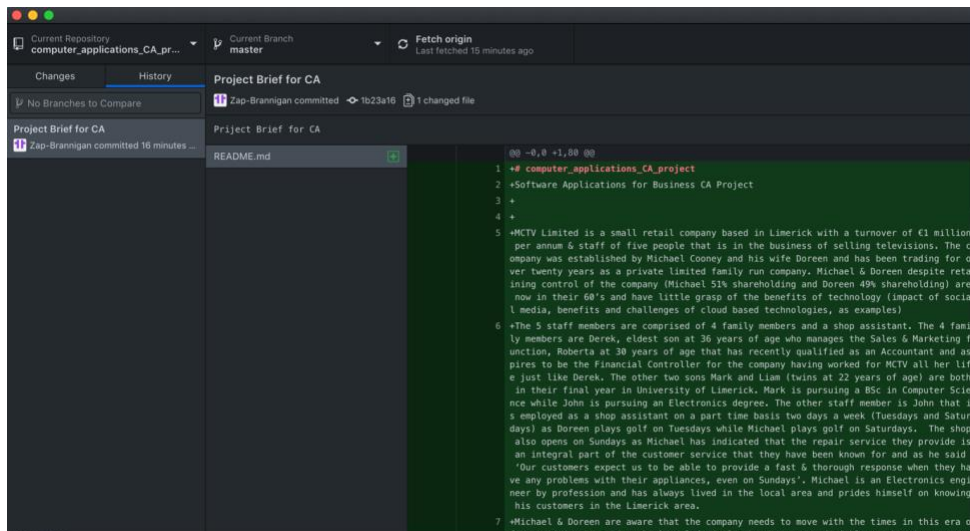 Current Repository
computer_applications_CA_pr...
Current Branch
master
Fetch origin
Last fetched 15 minutes ago
Changes
History
No Branches to Compare
Project Brief for CA
Zap-Brannigan committed 16 minutes ...
Project Brief for CA
Zap-Brannigan committed 1b23a16 1 changed file
Priject Brief for CA
README.md
@@ -0,0 +1,80 @@
1 +# computer_applications_CA_project
2 +Software Applications for Business CA Project
3 +
4 +
5 +MCTV Limited is a small retail company based in Limerick with a turnover of €1 million
per annum & staff of five people that is in the business of selling televisions. The c
ompany was established by Michael Cooney and his wife Doreen and has been trading for o
ver twenty years as a private limited family run company. Michael & Doreen despite reta
ining control of the company (Michael 51% shareholding and Doreen 49% shareholding) are
now in their 60's and have little grasp of the benefits of technology (impact of socia
l media, benefits and challenges of cloud based technologies, as examples)
6 +The 5 staff members are comprised of 4 family members and a shop assistant. The 4 fami
ly members are Derek, eldest son at 36 years of age who manages the Sales & Marketing f
unction, Roberta at 30 years of age that has recently qualified as an Accountant and as
pires to be the Financial Controller for the company having worked for MCTV all her lif
e just like Derek. The other two sons Mark and Liam (twins at 22 years of age) are both
in their final year in University of Limerick. Mark is pursuing a BSc in Computer Scie
nce while John is pursuing an Electronics degree. The other staff member is John that i
s employed as a shop assistant on a part time basis two days a week (Tuesdays and Satur
days) as Doreen plays golf on Tuesdays while Michael plays golf on Saturdays.  The shop
also opens on Sundays as Michael has indicated that the repair service they provide is
an integral part of the customer service that they have been known for and as he said
'Our customers expect us to be able to provide a fast & thorough response when they ha
ve any problems with their appliances, even on Sundays'. Michael is an Electronics engi
neer by profession and has always lived in the local area and prides himself on knowing
his customers in the Limerick area.
7 +Michael & Doreen are aware that the company needs to move with the times in this era o